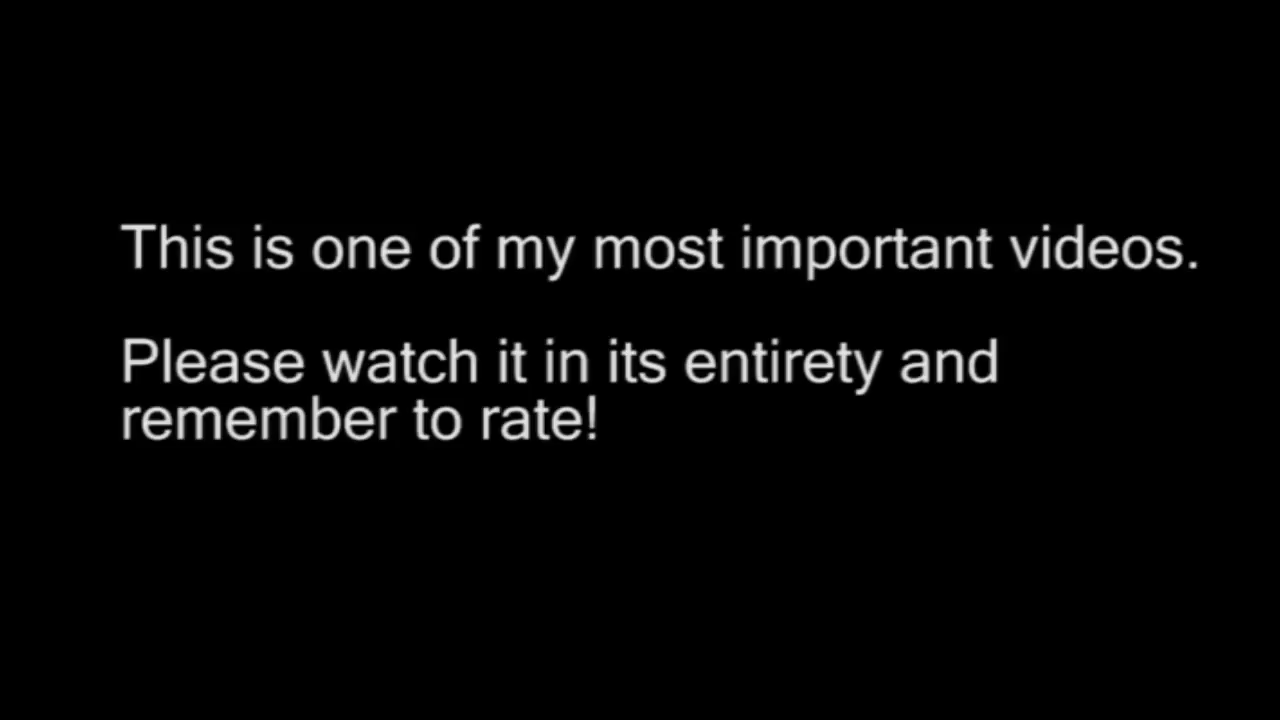 This is one of my most important videos.
Please watch it in its entirety and
remember to rate!